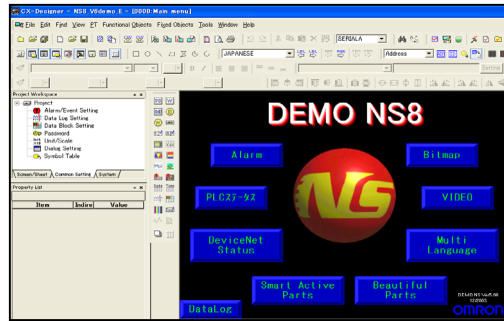 CX-Designer - NS8_V8demo_E - [0000:Main menu]
File Edit Find View PT Functional Objects Fixed Objects Tools Window Help
SERIALA
JAPANESE
Address
Setting
Project Workspace
Project
Alarm/Event Setting
Data Log Setting
Data Block Setting
Password
Unit/Scale
Dialog Setting
Symbol Table
Screen/Sheet Common Setting System
Property List
Item Indire Value
DEMO NS8
Alarm
Bitmap
NS
PLCステータス
VIDEO
DeviceNet
Status
Multi
Language
Smart Active
Parts
Beautiful
Parts
DataLog
OMRON